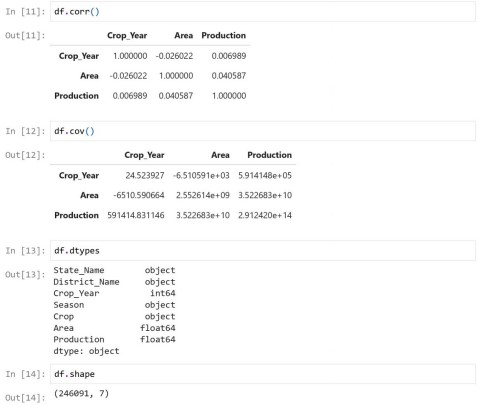 In [11]: df.corr()
Out[11]:
Crop_Year Area Production
Crop_Year 1.000000 -0.026022 0.006989
Area -0.026022 1.000000 0.040587
Production 0.006989 0.040587 1.000000
In [12]: df.cov()
Out[12]:
Crop_Year Area Production
Crop_Year 24.523927 -6.510591e+03 5.914148e+05
Area -6510.590664 2.552614e+09 3.522683e+10
Production 591414.831146 3.522683e+10 2.912420e+14
In [13]: df.dtypes
Out[13]: State_Name object
District_Name object
Crop_Year int64
Season object
Crop object
Area float64
Production float64
dtype: object
In [14]: df.shape
Out[14]: (246091, 7)